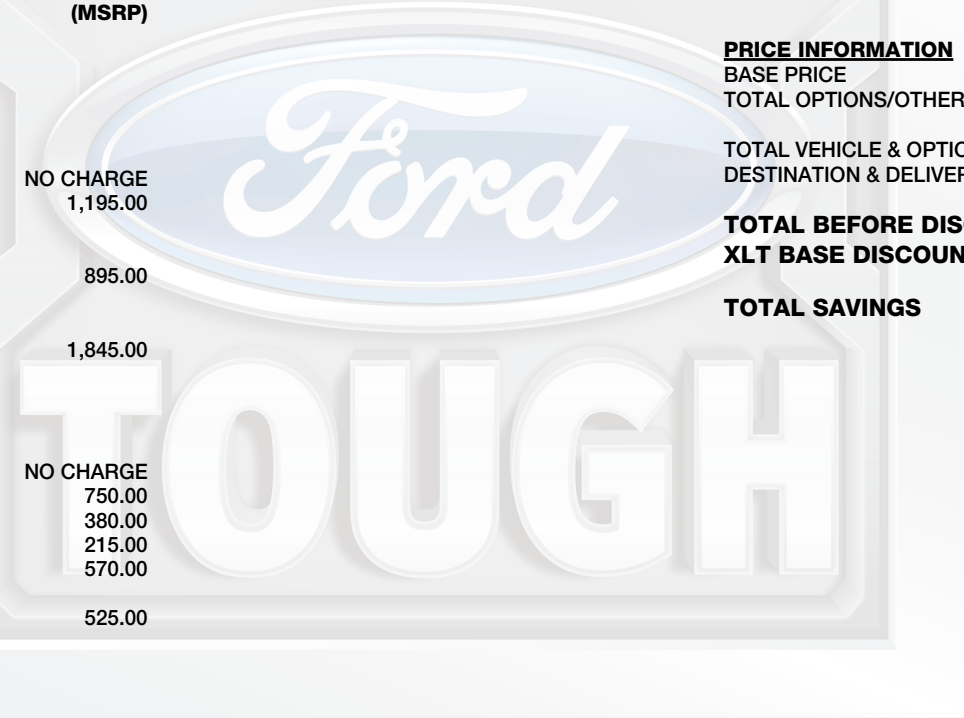 (MSRP)
NO CHARGE
1,195.00
895.00
1,845.00
NO CHARGE
750.00
380.00
215.00
570.00
525.00
PRICE INFORMATION
BASE PRICE
TOTAL OPTIONS/OTHER
TOTAL VEHICLE & OPTIO
DESTINATION & DELIVER
TOTAL BEFORE DIS
XLT BASE DISCOUN
TOTAL SAVINGS
Ford
TOUGH